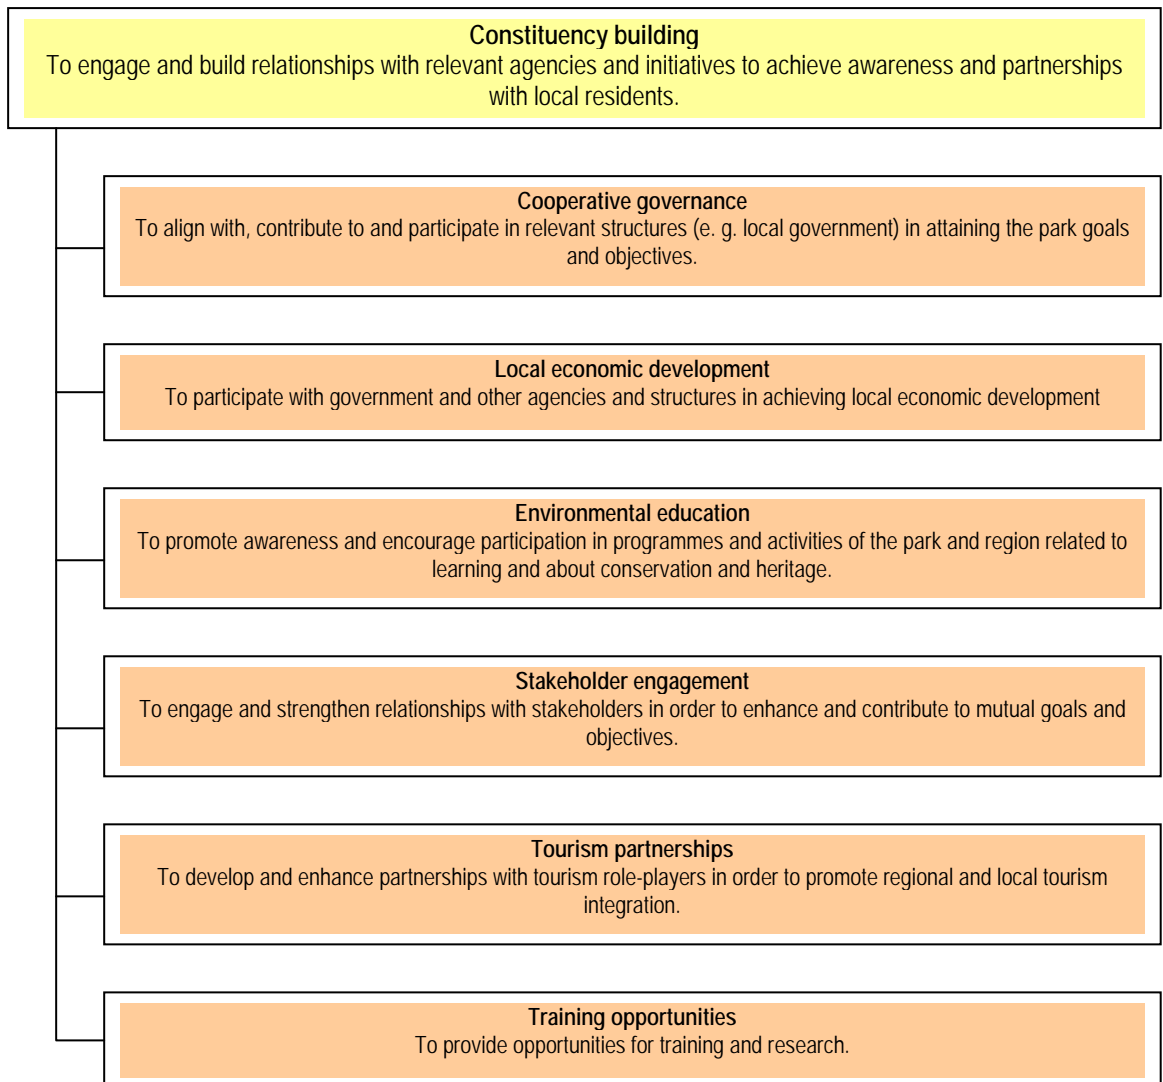 Constituency building
To engage and build relationships with relevant agencies and initiatives to achieve awareness and partnerships
with local residents.
Cooperative governance
To align with, contribute to and participate in relevant structures (e. g. local government) in attaining the park goals
and objectives.
Local economic development
To participate with government and other agencies and structures in achieving local economic development
Environmental education
To promote awareness and encourage participation in programmes and activities of the park and region related to
learning and about conservation and heritage.
Stakeholder engagement
To engage and strengthen relationships with stakeholders in order to enhance and contribute to mutual goals and
objectives.
Tourism partnerships
To develop and enhance partnerships with tourism role-players in order to promote regional and local tourism
integration.
Training opportunities
To provide opportunities for training and research.